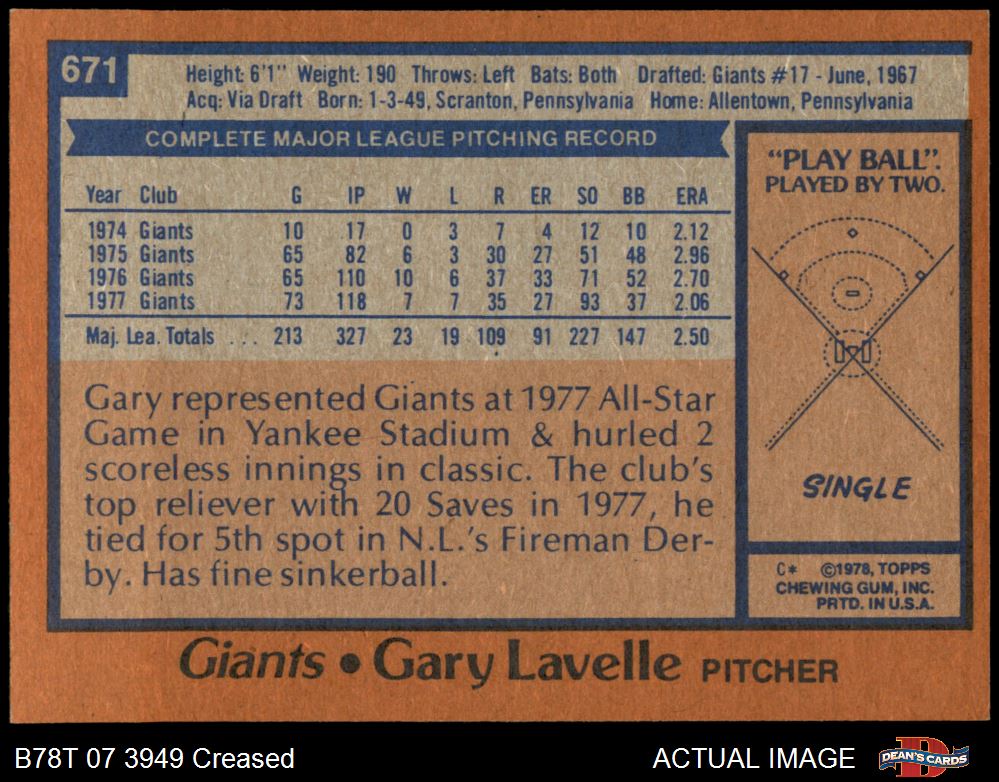 671
Height: 6'1" Weight: 190 Throws: Left Bats: Both Drafted: Giants #17 - June, 1967
Acq: Via Draft Born: 1-3-49, Scranton, Pennsylvania Home: Allentown, Pennsylvania
COMPLETE MAJOR LEAGUE PITCHING RECORD
Year Club G IP W L R ER SO BB ERA
1974 Giants 10 17 0 3 7 4 12 10 2.12
1975 Giants 65 82 6 3 30 27 51 48 2.96
1976 Giants 65 110 10 6 37 33 71 52 2.70
1977 Giants 73 118 7 7 35 27 93 37 2.06
Maj. Lea. Totals ... 213 327 23 19 109 91 227 147 2.50
Gary represented Giants at 1977 All-Star
Game in Yankee Stadium & hurled 2
scoreless innings in classic. The club's
top reliever with 20 Saves in 1977, he
tied for 5th spot in N.L.'s Fireman Der-
by. Has fine sinkerball.
"PLAY BALL".
PLAYED BY TWO.
SINGLE
C* ©1978, TOPPS
CHEWING GUM, INC.
PRTD. IN U.S.A.
Giants • Gary Lavelle PITCHER
B78T 07 3949 Creased
ACTUAL IMAGE
DEAN'S CARDS